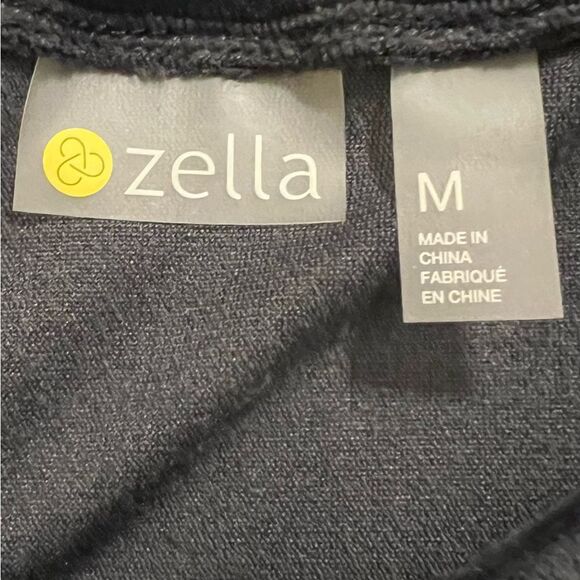 zella
M
MADE IN
CHINA
FABRIQUÉ
EN CHINE